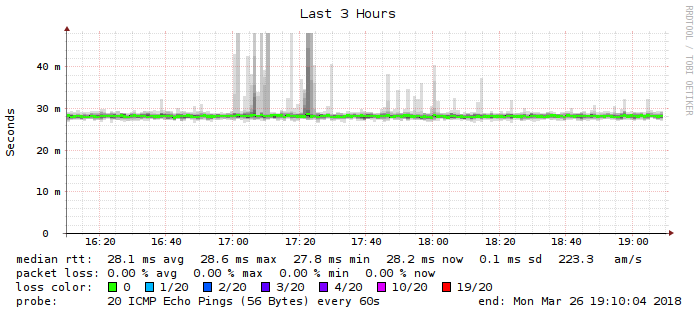 Last 3 Hours
RRDTOOL / TOBI OETIKER
Seconds
40 m
30 m
20 m
10 m
0
16:20 16:40 17:00 17:20 17:40 18:00 18:20 18:40 19:00
median rtt: 28.1 ms avg 28.6 ms max 27.8 ms min 28.2 ms now 0.1 ms sd 223.3 am/s
packet loss: 0.00 % avg 0.00 % max 0.00 % min 0.00 % now
loss color: 0 1/20 2/20 3/20 4/20 10/20 19/20
probe: 20 ICMP Echo Pings (56 Bytes) every 60s end: Mon Mar 26 19:10:04 2018